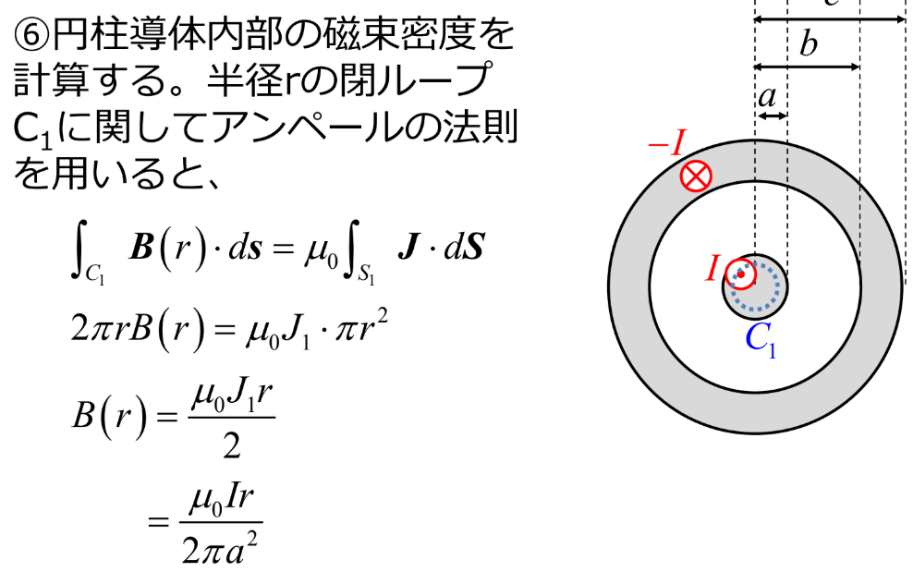 ⑥円柱導体内部の磁束密度を
計算する。半径rの閉ループ
C₁に関してアンペールの法則
を用いると、
∫_{C₁} B(r)·ds = μ₀∫_{S₁} J·dS
2πrB(r) = μ₀J₁·πr²
B(r) = μ₀J₁r / 2
= μ₀Ir / 2πa²
b
a
−I
I
C₁